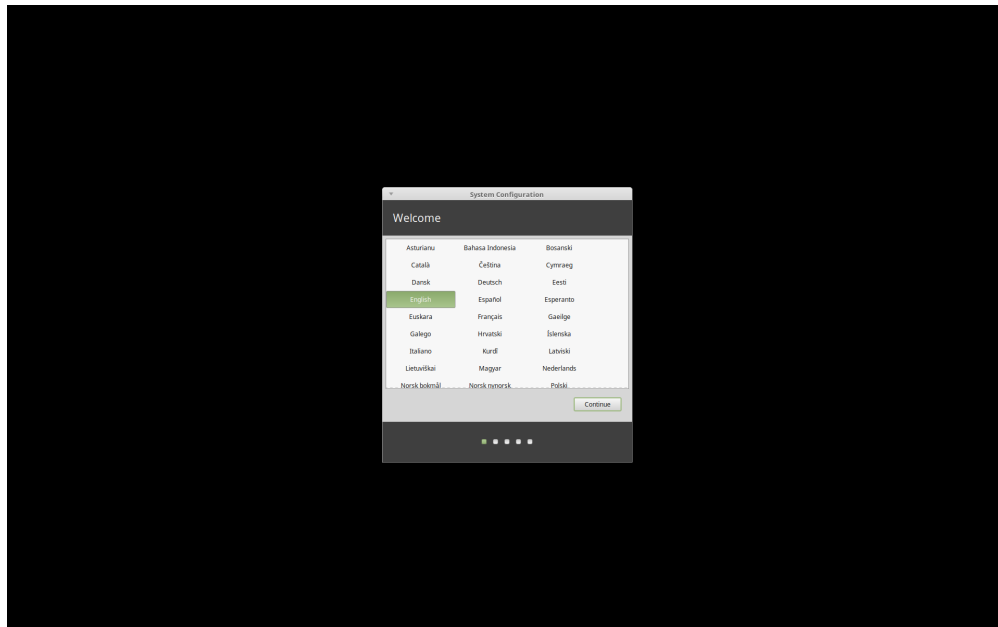 System Configuration
Welcome
Asturianu Bahasa Indonesia Bosanski
Català Čeština Cymraeg
Dansk Deutsch Eesti
English Español Esperanto
Euskara Français Gaeilge
Galego Hrvatski Íslenska
Italiano Kurdî Latviski
Lietuviškai Magyar Nederlands
Norsk bokmål Norsk nynorsk Polski
Continue